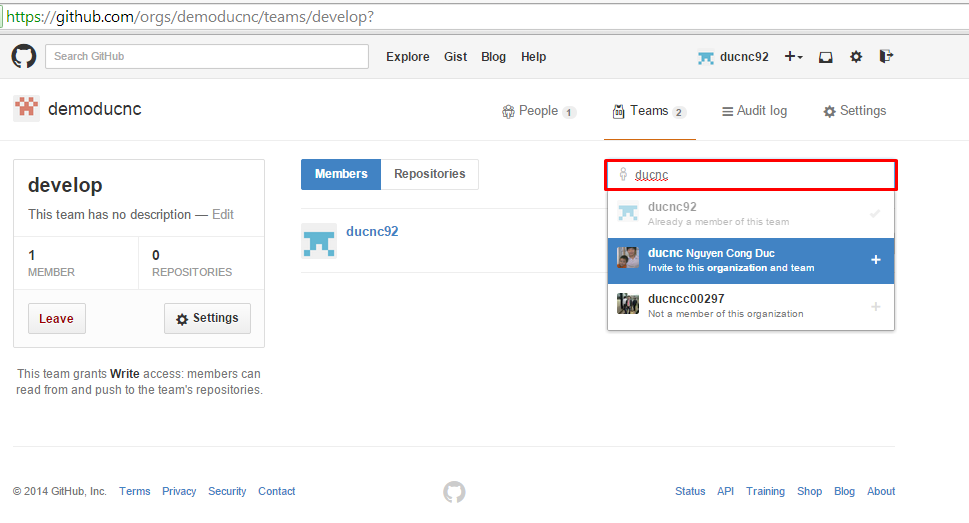 https://github.com/orgs/demoducnc/teams/develop?
Search GitHub
Explore Gist Blog Help
ducnc92
demoducnc
People 1
Teams 2
Audit log
Settings
develop
This team has no description — Edit
1
MEMBER
0
REPOSITORIES
Leave
Settings
This team grants Write access: members can
read from and push to the team's repositories.
Members
Repositories
ducnc92
ducnc
ducnc92
Already a member of this team
ducnc Nguyen Cong Duc
Invite to this organization and team
ducncc00297
Not a member of this organization
© 2014 GitHub, Inc. Terms Privacy Security Contact
Status API Training Shop Blog About